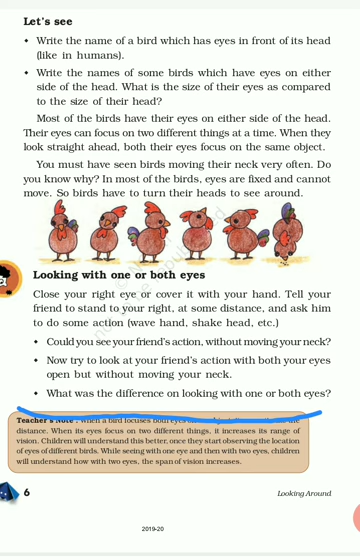 Let's see
• Write the name of a bird which has eyes in front of its head
(like in humans).
• Write the names of some birds which have eyes on either
side of the head. What is the size of their eyes as compared
to the size of their head?
Most of the birds have their eyes on either side of the head.
Their eyes can focus on two different things at a time. When they
look straight ahead, both their eyes focus on the same object.
You must have seen birds moving their neck very often. Do
you know why? In most of the birds, eyes are fixed and cannot
move. So birds have to turn their heads to see around.
Looking with one or both eyes
Close your right eye or cover it with your hand. Tell your
friend to stand to your right, at some distance, and ask him
to do some action (wave hand, shake head, etc.)
• Could you see your friend's action, without moving your neck?
• Now try to look at your friend's action with both your eyes
open but without moving your neck.
• What was the difference on looking with one or both eyes?
Teacher's Note : When a bird focuses both eyes
distance. When its eyes focus on two different things, it increases its range of
vision. Children will understand this better, once they start observing the location
of eyes of different birds. While seeing with one eye and then with two eyes, children
will understand how with two eyes, the span of vision increases.
6
Looking Around
2019-20